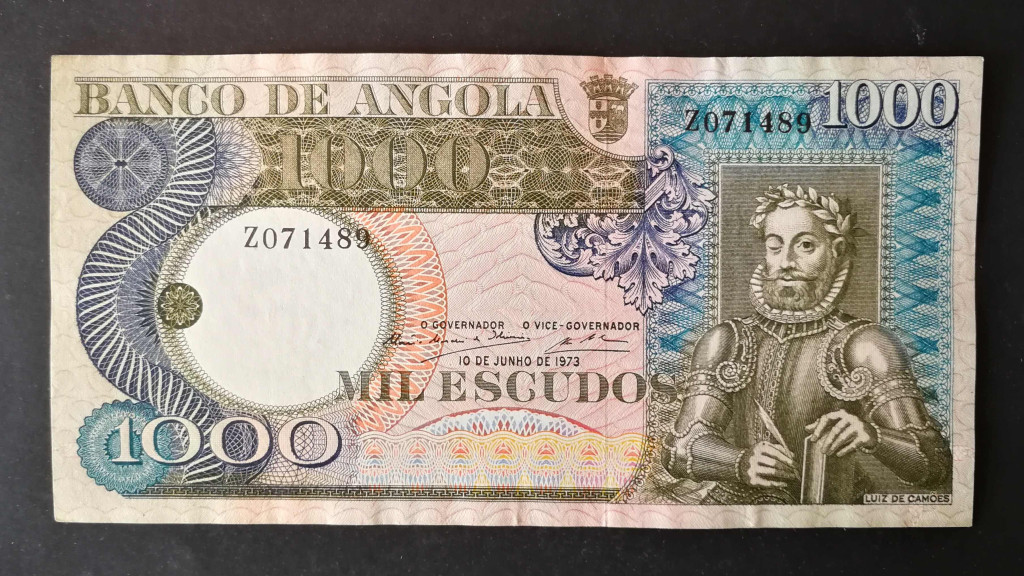 BANCO DE ANGOLA
1000
Z071489
1000
Z071489
O GOVERNADOR O VICE-GOVERNADOR
10 DE JUNHO DE 1973
MIL ESCUDOS
1000
LUIZ DE CAMOES